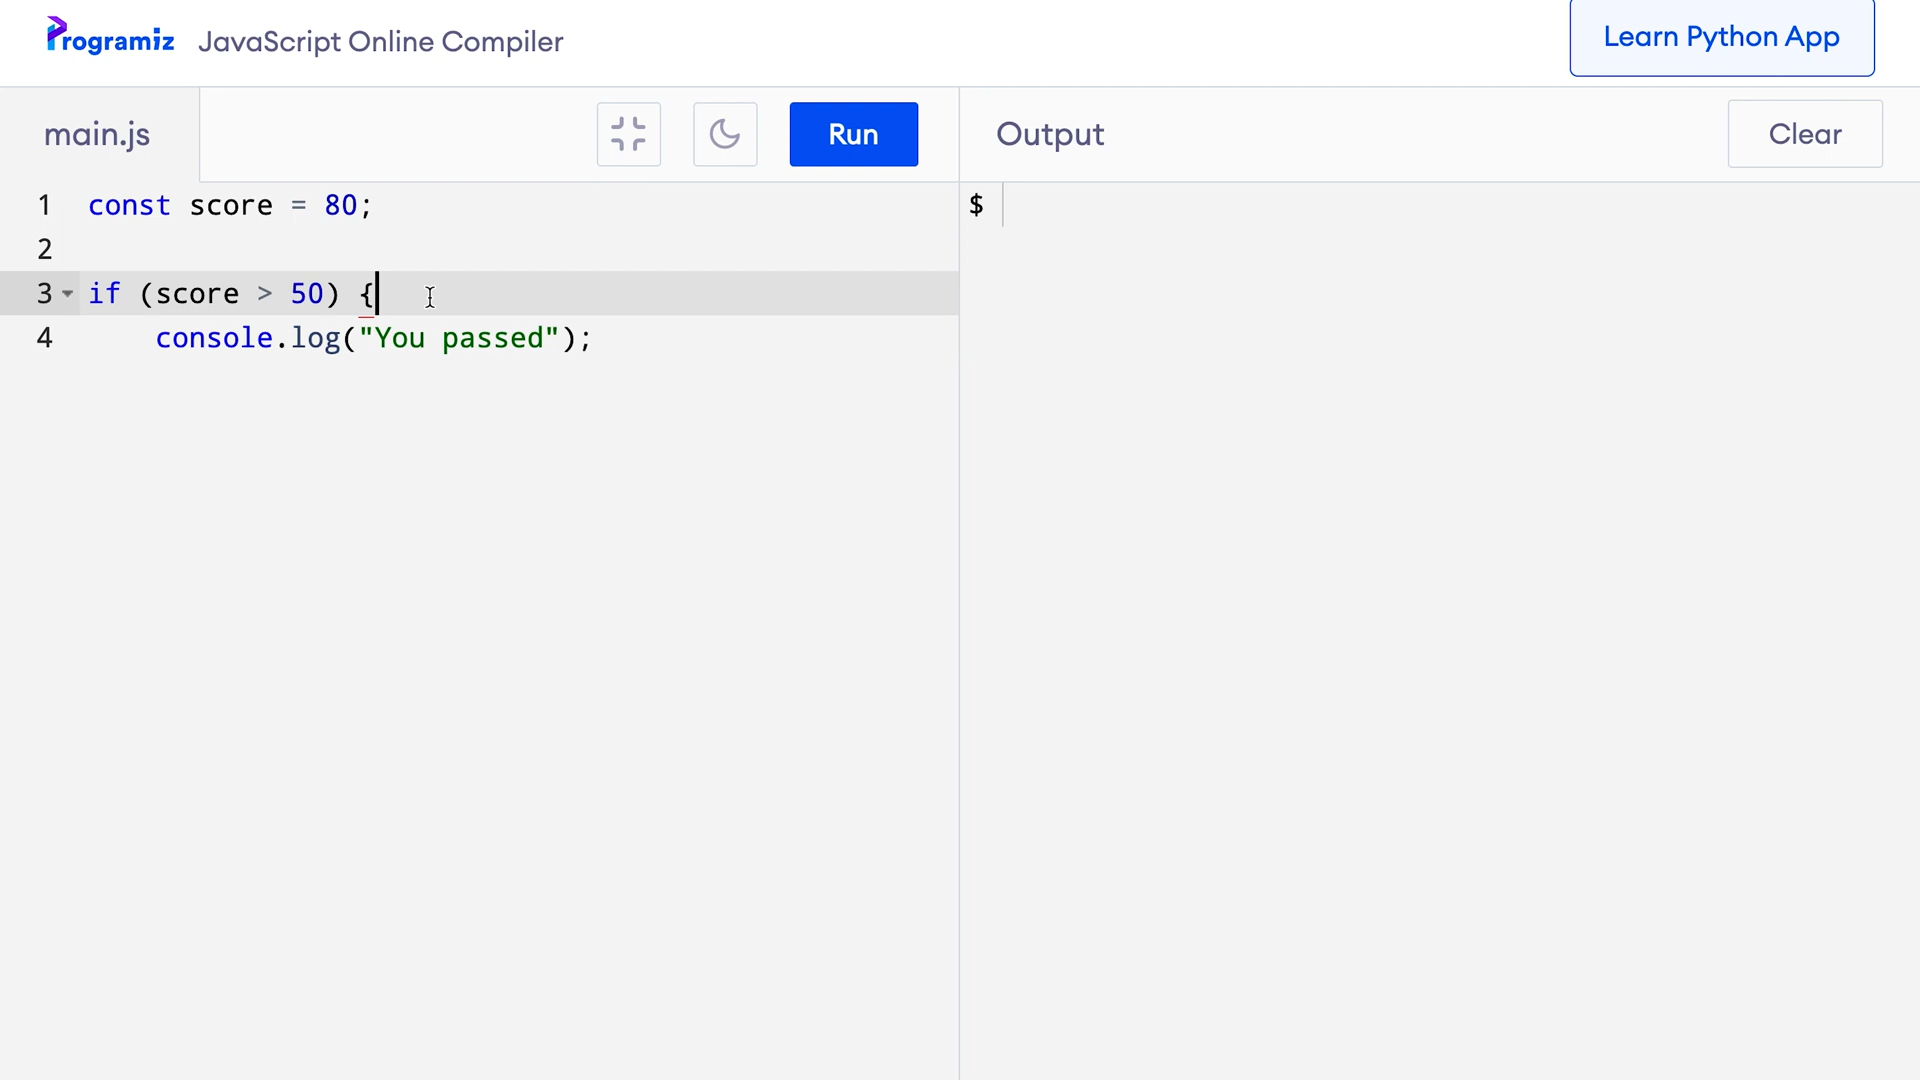 Programiz JavaScript Online Compiler
Learn Python App
main.js
Run
Output
Clear
1 const score = 80;
2
3 if (score > 50) {
4     console.log("You passed");
$